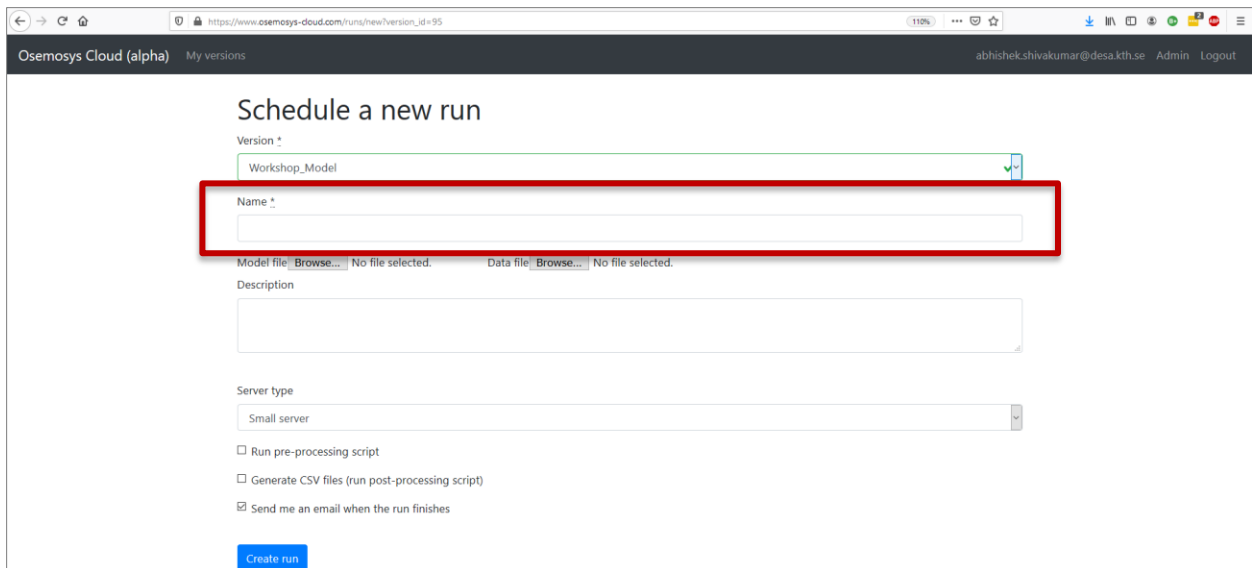 https://www.osemosys-cloud.com/runs/new?version_id=95 110%
Osemosys Cloud (alpha) My versions abhishek.shivakumar@desa.kth.se Admin Logout
Schedule a new run
Version *
Workshop_Model
Name *
Model file Browse... No file selected. Data file Browse... No file selected.
Description
Server type
Small server
Run pre-processing script
Generate CSV files (run post-processing script)
Send me an email when the run finishes
Create run